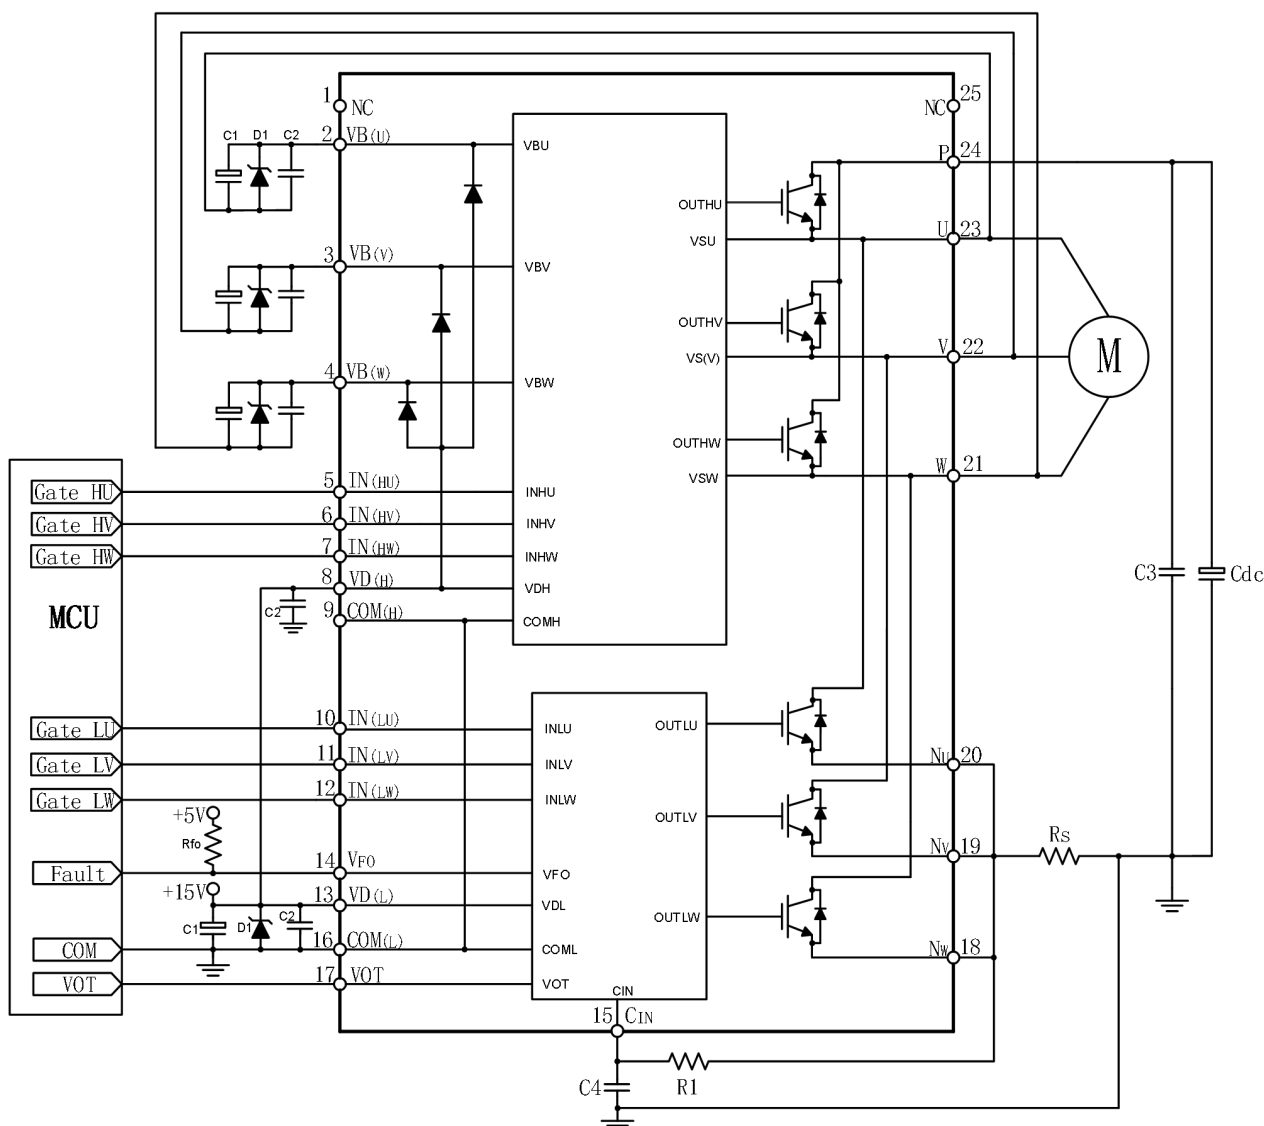 1
NC
25
NC
C1
D1
C2
2
VB(U)
VBU
P
24
OUTHU
U
23
VSU
3
VB(V)
VBV
OUTHV
V
22
VS(V)
M
4
VB(W)
VBW
OUTHW
W
21
VSW
MCU
Gate HU
5
IN(HU)
INHU
Gate HV
6
IN(HV)
INHV
Gate HW
7
IN(HW)
INHW
8
VD(H)
VDH
C2
9
COM(H)
COMH
C3
Cdc
Gate LU
10
IN(LU)
INLU
OUTLU
Gate LV
11
IN(LV)
INLV
NU
20
Gate LW
12
IN(LW)
INLW
OUTLV
+5V
Rfo
NV
19
Rs
Fault
14
VFO
VFO
+15V
13
VD(L)
VDL
C1
D1
C2
OUTLW
COM
16
COM(L)
COML
NW
18
VOT
17
VOT
VOT
CIN
15
CIN
C4
R1